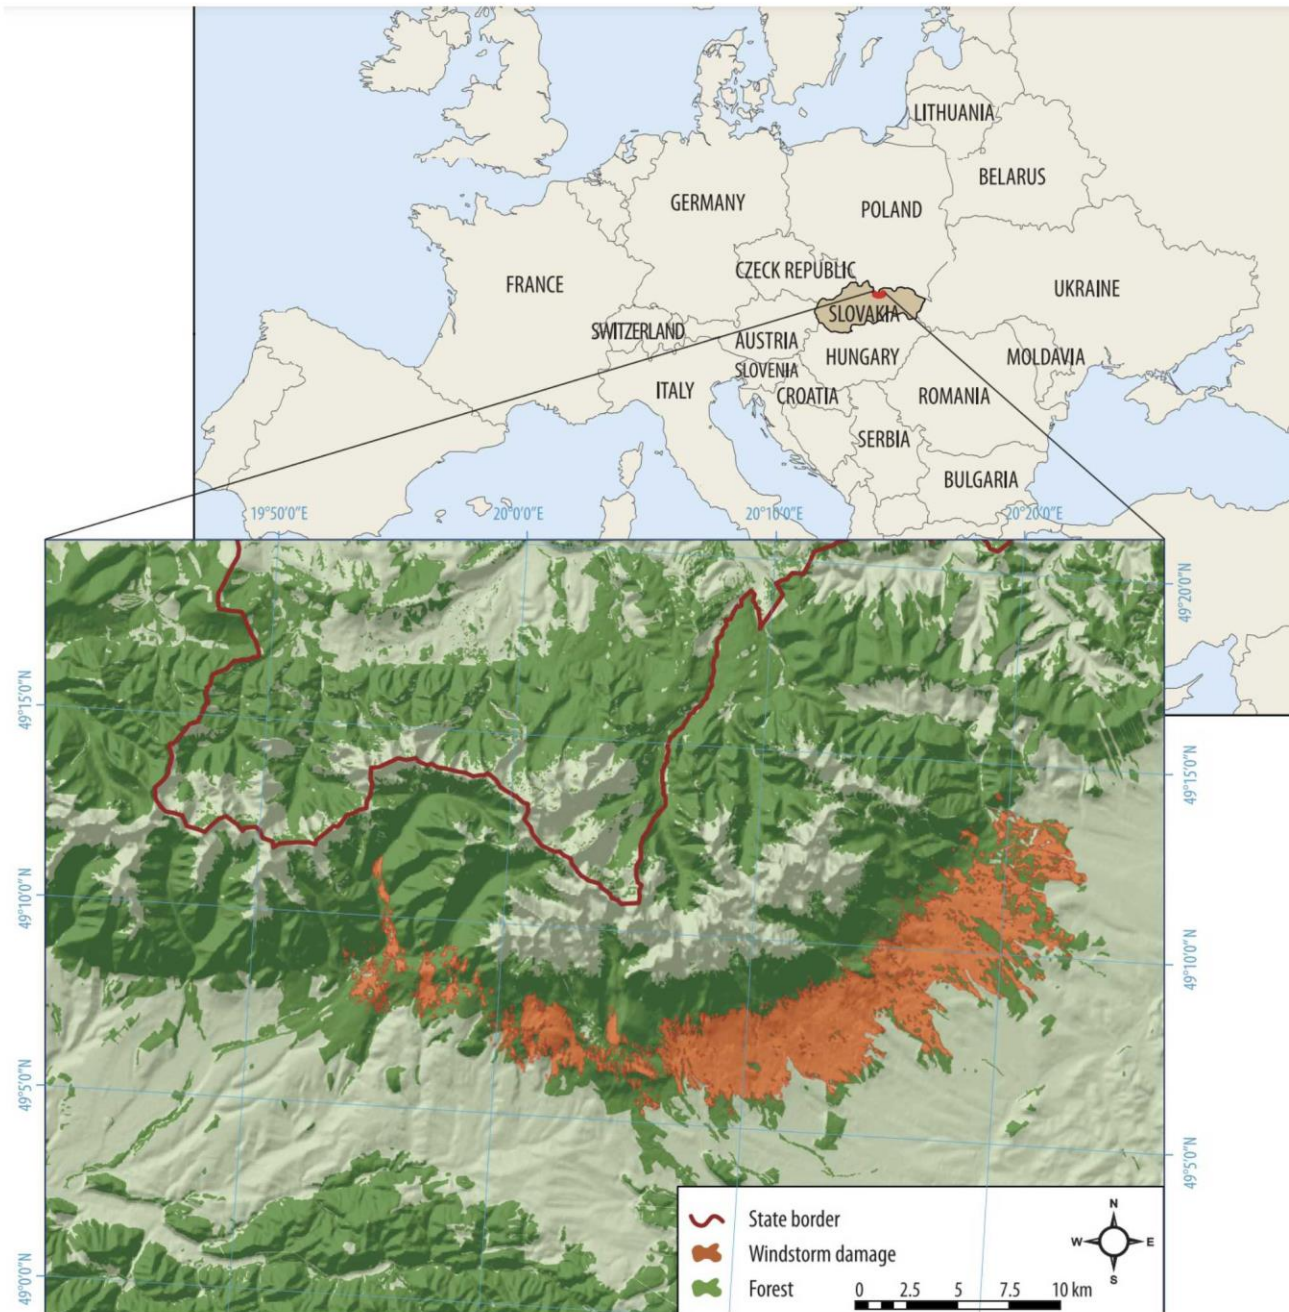 LITHUANIA
BELARUS
GERMANY
POLAND
CZECK REPUBLIC
FRANCE
UKRAINE
SLOVAKIA
SWITZERLAND
AUSTRIA
HUNGARY
MOLDAVIA
SLOVENIA
ITALY
CROATIA
ROMANIA
SERBIA
BULGARIA
19°50'0"E
20°0'0"E
20°10'0"E
20°20'0"E
49°20'0"N
49°15'0"N
49°15'0"N
49°10'0"N
49°10'0"N
49°5'0"N
49°5'0"N
49°0'0"N
State border
Windstorm damage
Forest
N
W
E
S
0 2.5 5 7.5 10 km